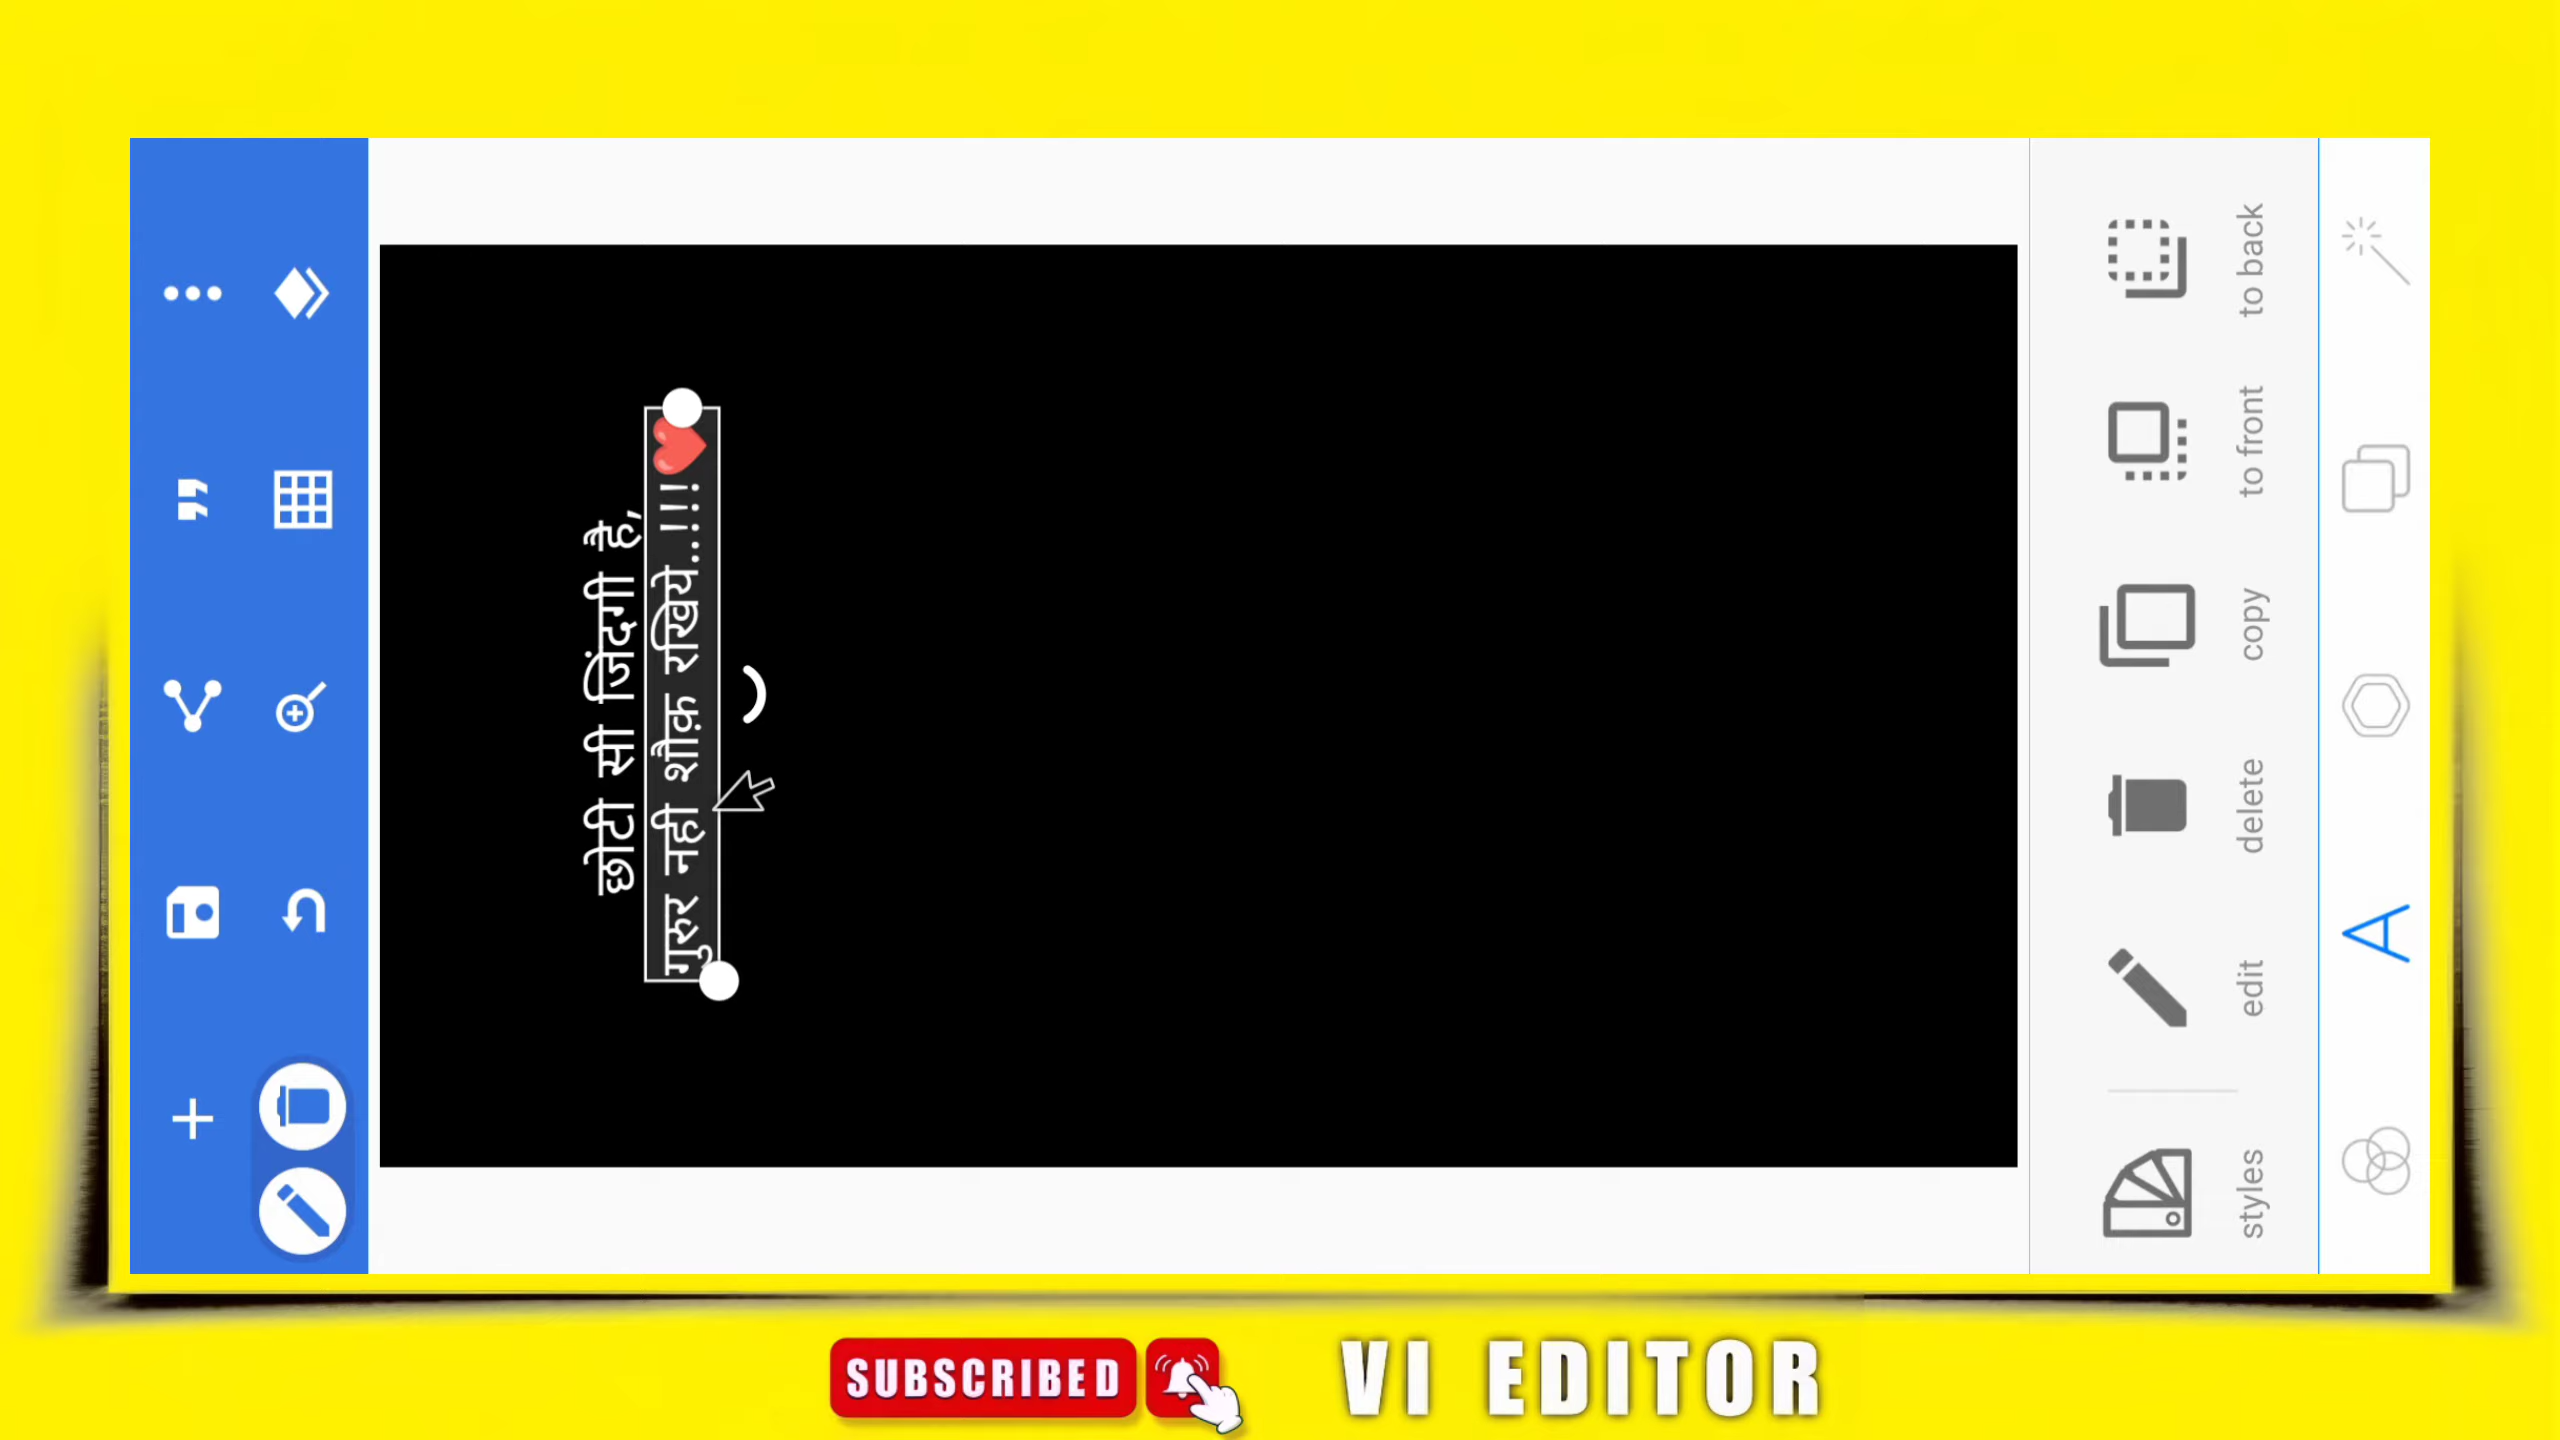 छोटी सी जिंदगी है,
गुरुर नही शौक़ रखिये..!!!❤️
to back
to front
copy
delete
edit
styles
SUBSCRIBED
VI EDITOR